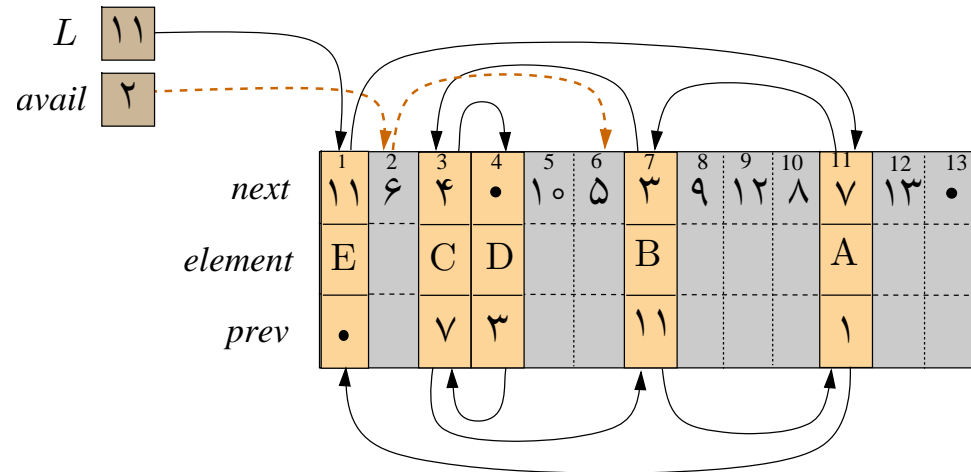 L ۱۱
avail ۲
1 2 3 4 5 6 7 8 9 10 11 12 13
next ۱۱ ۶ ۴ • ۱۰ ۵ ۳ ۹ ۱۲ ۸ ۷ ۱۳ •
element E C D B A
prev • ۷ ۳ ۱۱ ۱